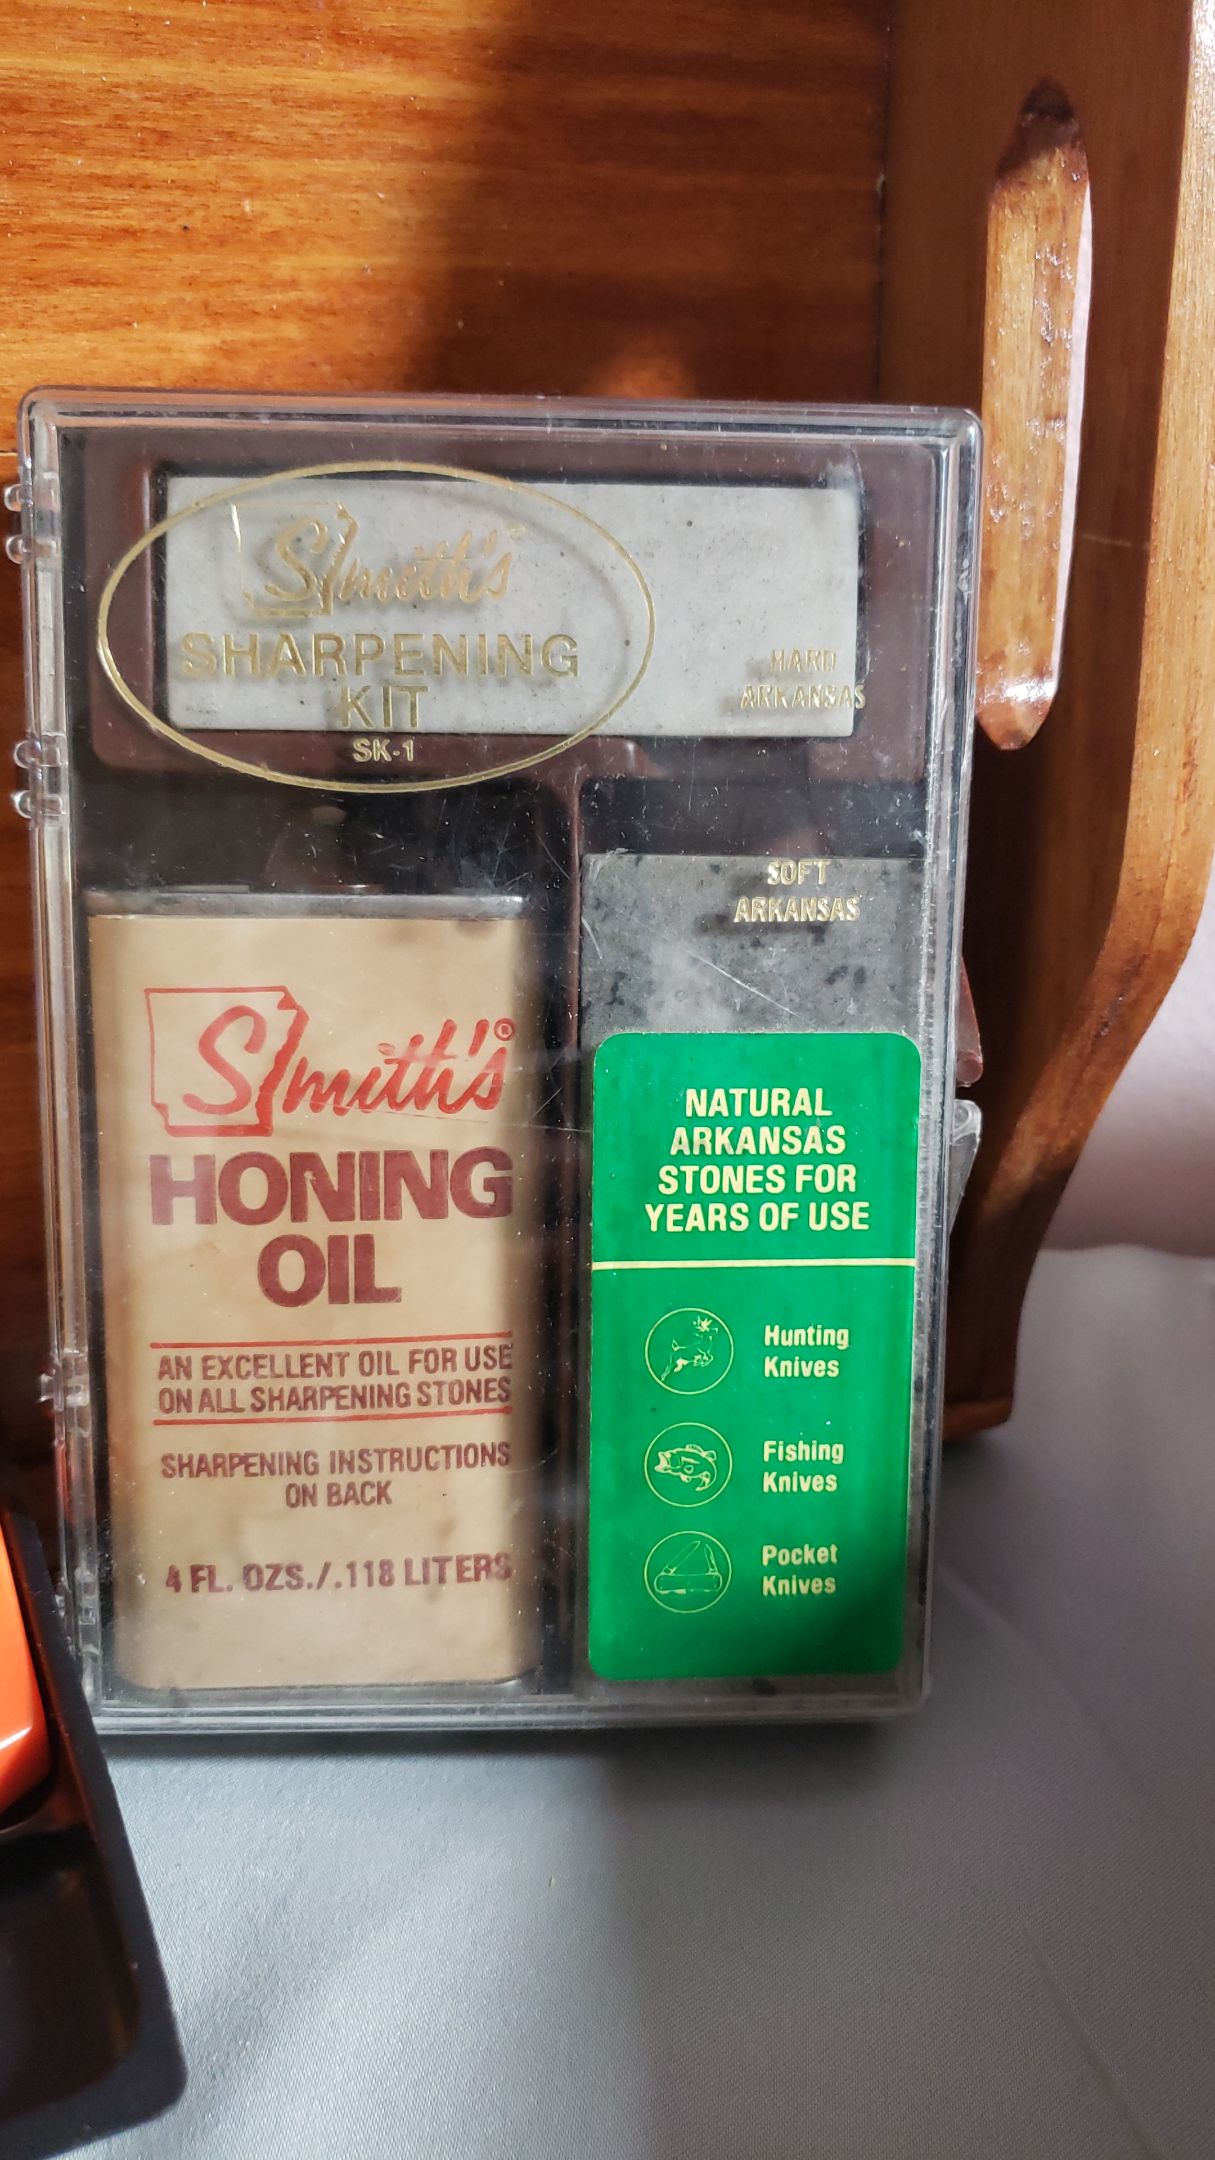 Smith's
SHARPENING
KIT
SK-1
HARD
ARKANSAS
SOFT
ARKANSAS
Smith's®
HONING
OIL
AN EXCELLENT OIL FOR USE
ON ALL SHARPENING STONES
SHARPENING INSTRUCTIONS
ON BACK
4 FL. OZS./.118 LITERS
NATURAL
ARKANSAS
STONES FOR
YEARS OF USE
Hunting
Knives
Fishing
Knives
Pocket
Knives